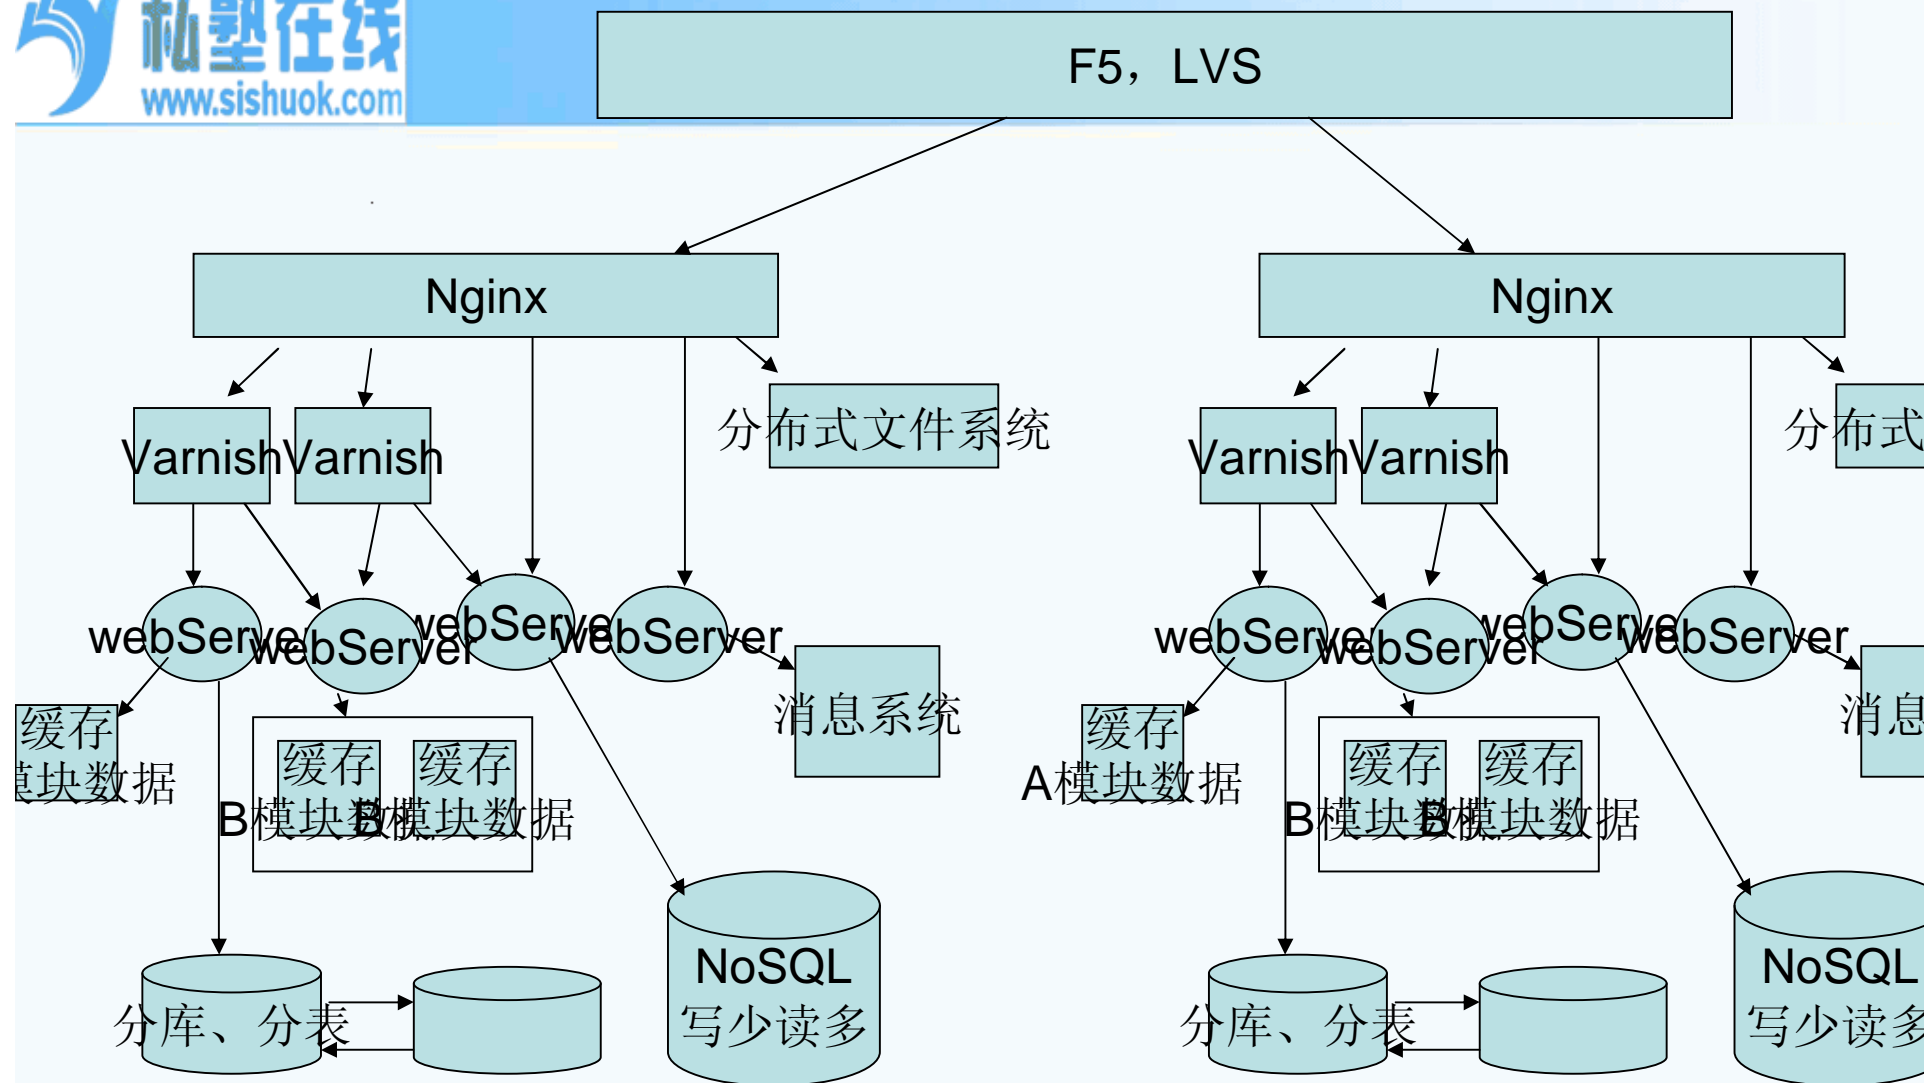 私塾在线
www.sishuok.com
F5，LVS
Nginx
Nginx
Varnish
Varnish
分布式文件系统
Varnish
Varnish
分布式
webServer
webServer
webServer
webServer
webServer
webServer
webServer
webServer
缓存
模块数据
缓存
B模块数据
缓存
B模块数据
消息系统
缓存
A模块数据
缓存
B模块数据
缓存
B模块数据
消息
分库、分表
NoSQL
写少读多
分库、分表
NoSQL
写少读多